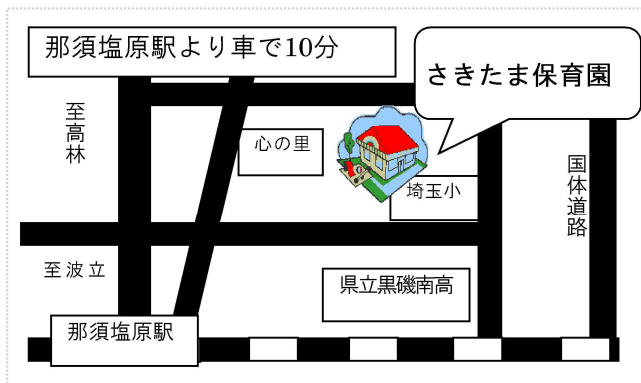 那須塩原駅より車で10分
さきたま保育園
至高林
心の里
埼玉小
国体道路
至波立
県立黒磯南高
那須塩原駅